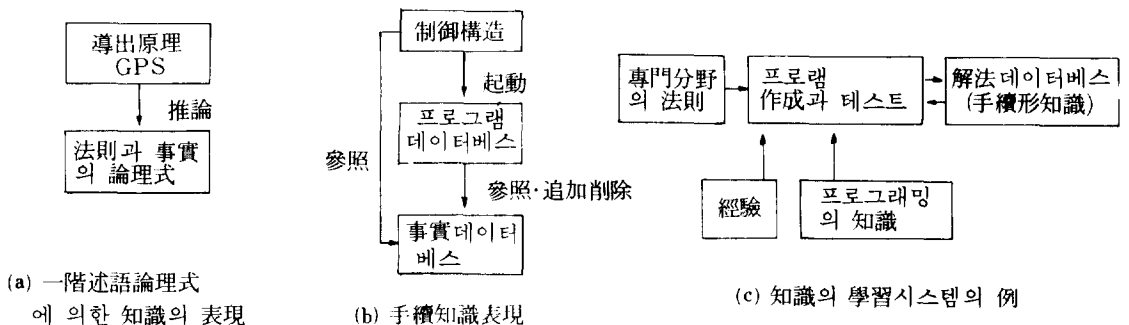 導出原理
GPS
推論
法則과 事實
의 論理式
(a) 一階述語論理式
에 의한 知識의 表現
制御構造
起動
프로그램
데이터베스
參照
參照·追加削除
事實데이터
베스
(b) 手續知識表現
專門分野
의 法則
프로램
作成과 테스트
解法데이터베스
(手續形知識)
經驗
프로그래밍
의 知識
(c) 知識의 學習시스템의 例